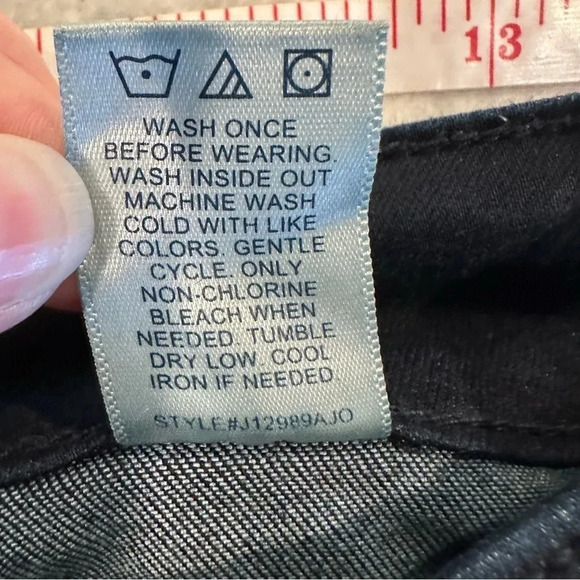 13
WASH ONCE
BEFORE WEARING.
WASH INSIDE OUT
MACHINE WASH
COLD WITH LIKE
COLORS. GENTLE
CYCLE. ONLY
NON-CHLORINE
BLEACH WHEN
NEEDED. TUMBLE
DRY LOW. COOL
IRON IF NEEDED.
STYLE#J12989AJO